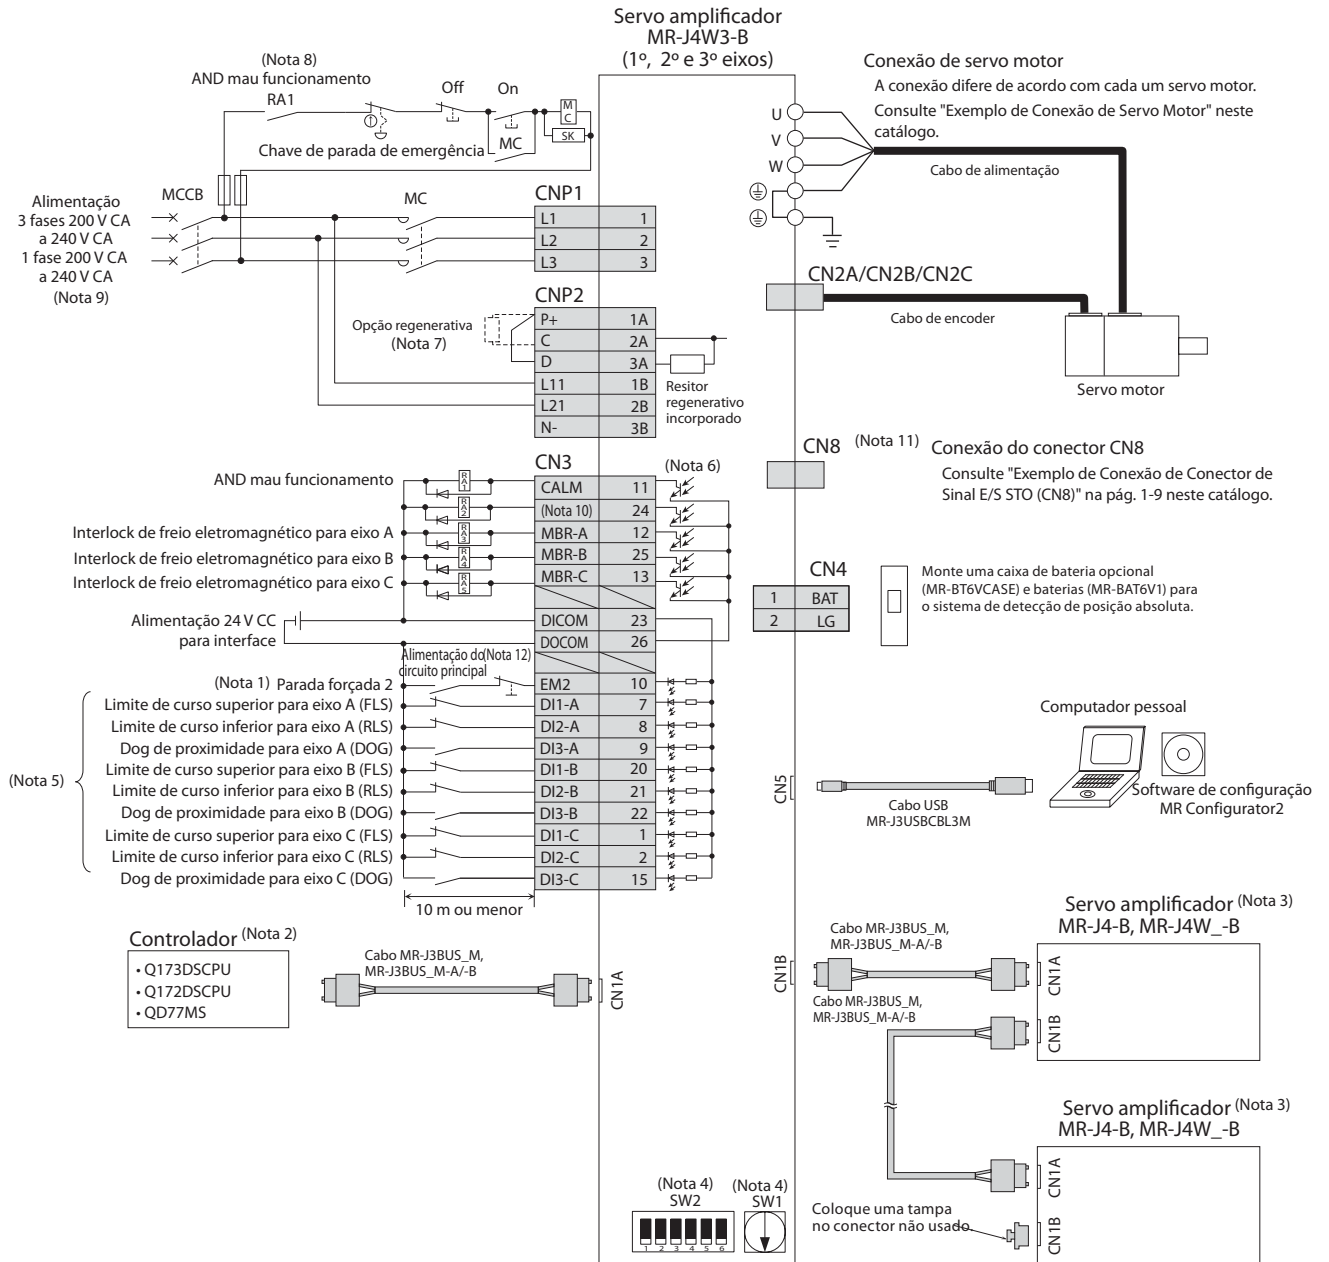 Servo amplificador
MR-J4W3-B
(1º, 2º e 3º eixos)
(Nota 8)
AND mau funcionamento
RA1
Off
On
M
C
SK
MC
Chave de parada de emergência
Conexão de servo motor
A conexão difere de acordo com cada um servo motor.
Consulte "Exemplo de Conexão de Servo Motor" neste
catálogo.
U
V
W
Cabo de alimentação
Alimentação
3 fases 200 V CA
a 240 V CA
1 fase 200 V CA
a 240 V CA
(Nota 9)
MCCB
MC
CNP1
L1 1
L2 2
L3 3
CN2A/CN2B/CN2C
Cabo de encoder
Servo motor
CNP2
Opção regenerativa
(Nota 7)
P+ 1A
C 2A
D 3A
L11 1B
L21 2B
N- 3B
Resitor
regenerativo
incorporado
CN8 (Nota 11)
Conexão do conector CN8
Consulte "Exemplo de Conexão de Conector de
Sinal E/S STO (CN8)" na pág. 1-9 neste catálogo.
CN3
(Nota 6)
AND mau funcionamento
RA1
CALM 11
RA2
(Nota 10) 24
Interlock de freio eletromagnético para eixo A
RA3
MBR-A 12
Interlock de freio eletromagnético para eixo B
RA4
MBR-B 25
Interlock de freio eletromagnético para eixo C
RA5
MBR-C 13
CN4
1 BAT
2 LG
Monte uma caixa de bateria opcional
(MR-BT6VCASE) e baterias (MR-BAT6V1) para
o sistema de detecção de posição absoluta.
Alimentação 24 V CC
para interface
DICOM 23
DOCOM 26
Alimentação do(Nota 12)
circuito principal
(Nota 1) Parada forçada 2
EM2 10
(Nota 5)
Limite de curso superior para eixo A (FLS)
DI1-A 7
Limite de curso inferior para eixo A (RLS)
DI2-A 8
Dog de proximidade para eixo A (DOG)
DI3-A 9
Limite de curso superior para eixo B (FLS)
DI1-B 20
Limite de curso inferior para eixo B (RLS)
DI2-B 21
Dog de proximidade para eixo B (DOG)
DI3-B 22
Limite de curso superior para eixo C (FLS)
DI1-C 1
Limite de curso inferior para eixo C (RLS)
DI2-C 2
Dog de proximidade para eixo C (DOG)
DI3-C 15
10 m ou menor
CN5
Cabo USB
MR-J3USBCBL3M
Computador pessoal
Software de configuração
MR Configurator2
Controlador (Nota 2)
• Q173DSCPU
• Q172DSCPU
• QD77MS
Cabo MR-J3BUS_M,
MR-J3BUS_M-A/-B
CN1A
CN1B
Cabo MR-J3BUS_M,
MR-J3BUS_M-A/-B
Cabo MR-J3BUS_M,
MR-J3BUS_M-A/-B
Servo amplificador (Nota 3)
MR-J4-B, MR-J4W_-B
CN1A
CN1B
Servo amplificador (Nota 3)
MR-J4-B, MR-J4W_-B
CN1A
CN1B
Coloque uma tampa
no conector não usado.
(Nota 4)
SW2
1 2 3 4 5 6
(Nota 4)
SW1